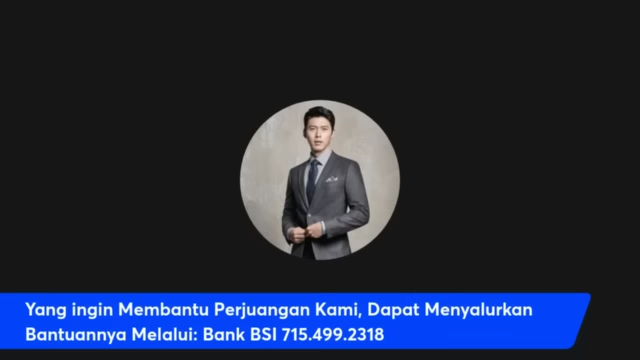 Yang ingin Membantu Perjuangan Kami, Dapat Menyalurkan
Bantuannya Melalui: Bank BSI 715.499.2318